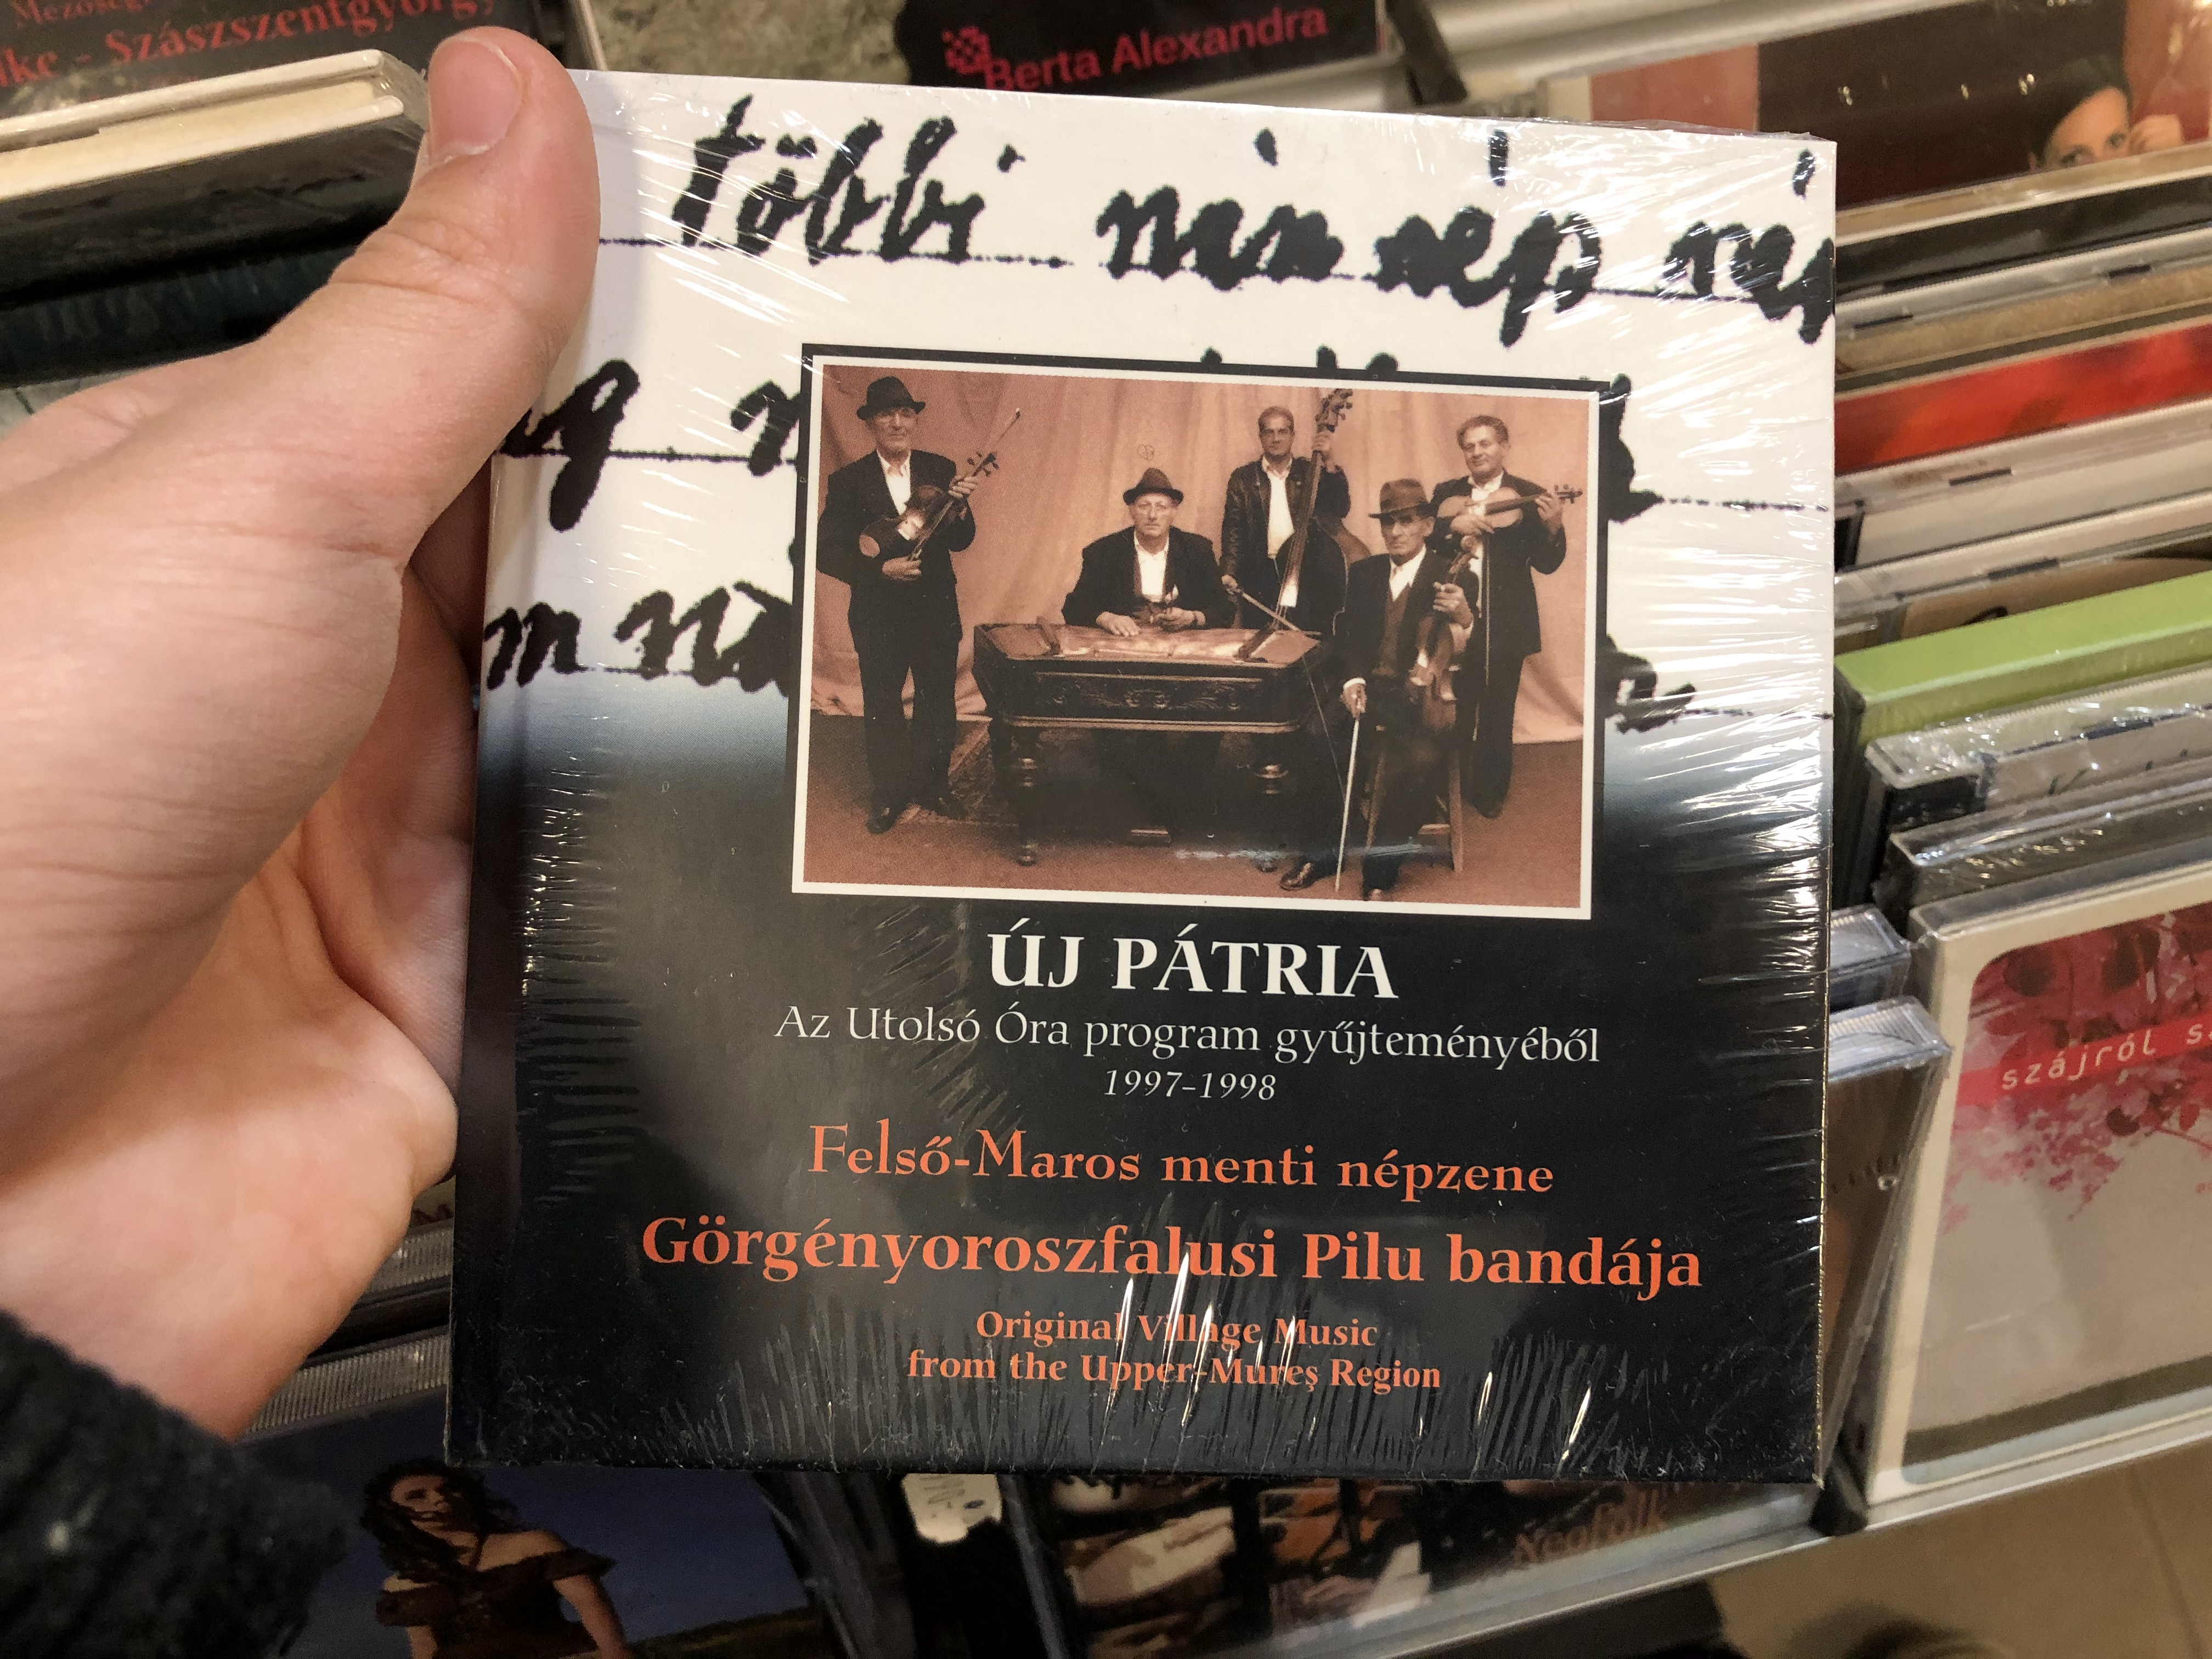 Szászszentgyörgy
Berta Alexandra
többi
ÚJ PÁTRIA
Az Utolsó Óra program gyűjteményéből
1997-1998
Felső-Maros menti népzene
Görgényoroszfalusi Pilu bandája
Original Village Music
from the Upper-Mureş Region
szájról
Neofolk